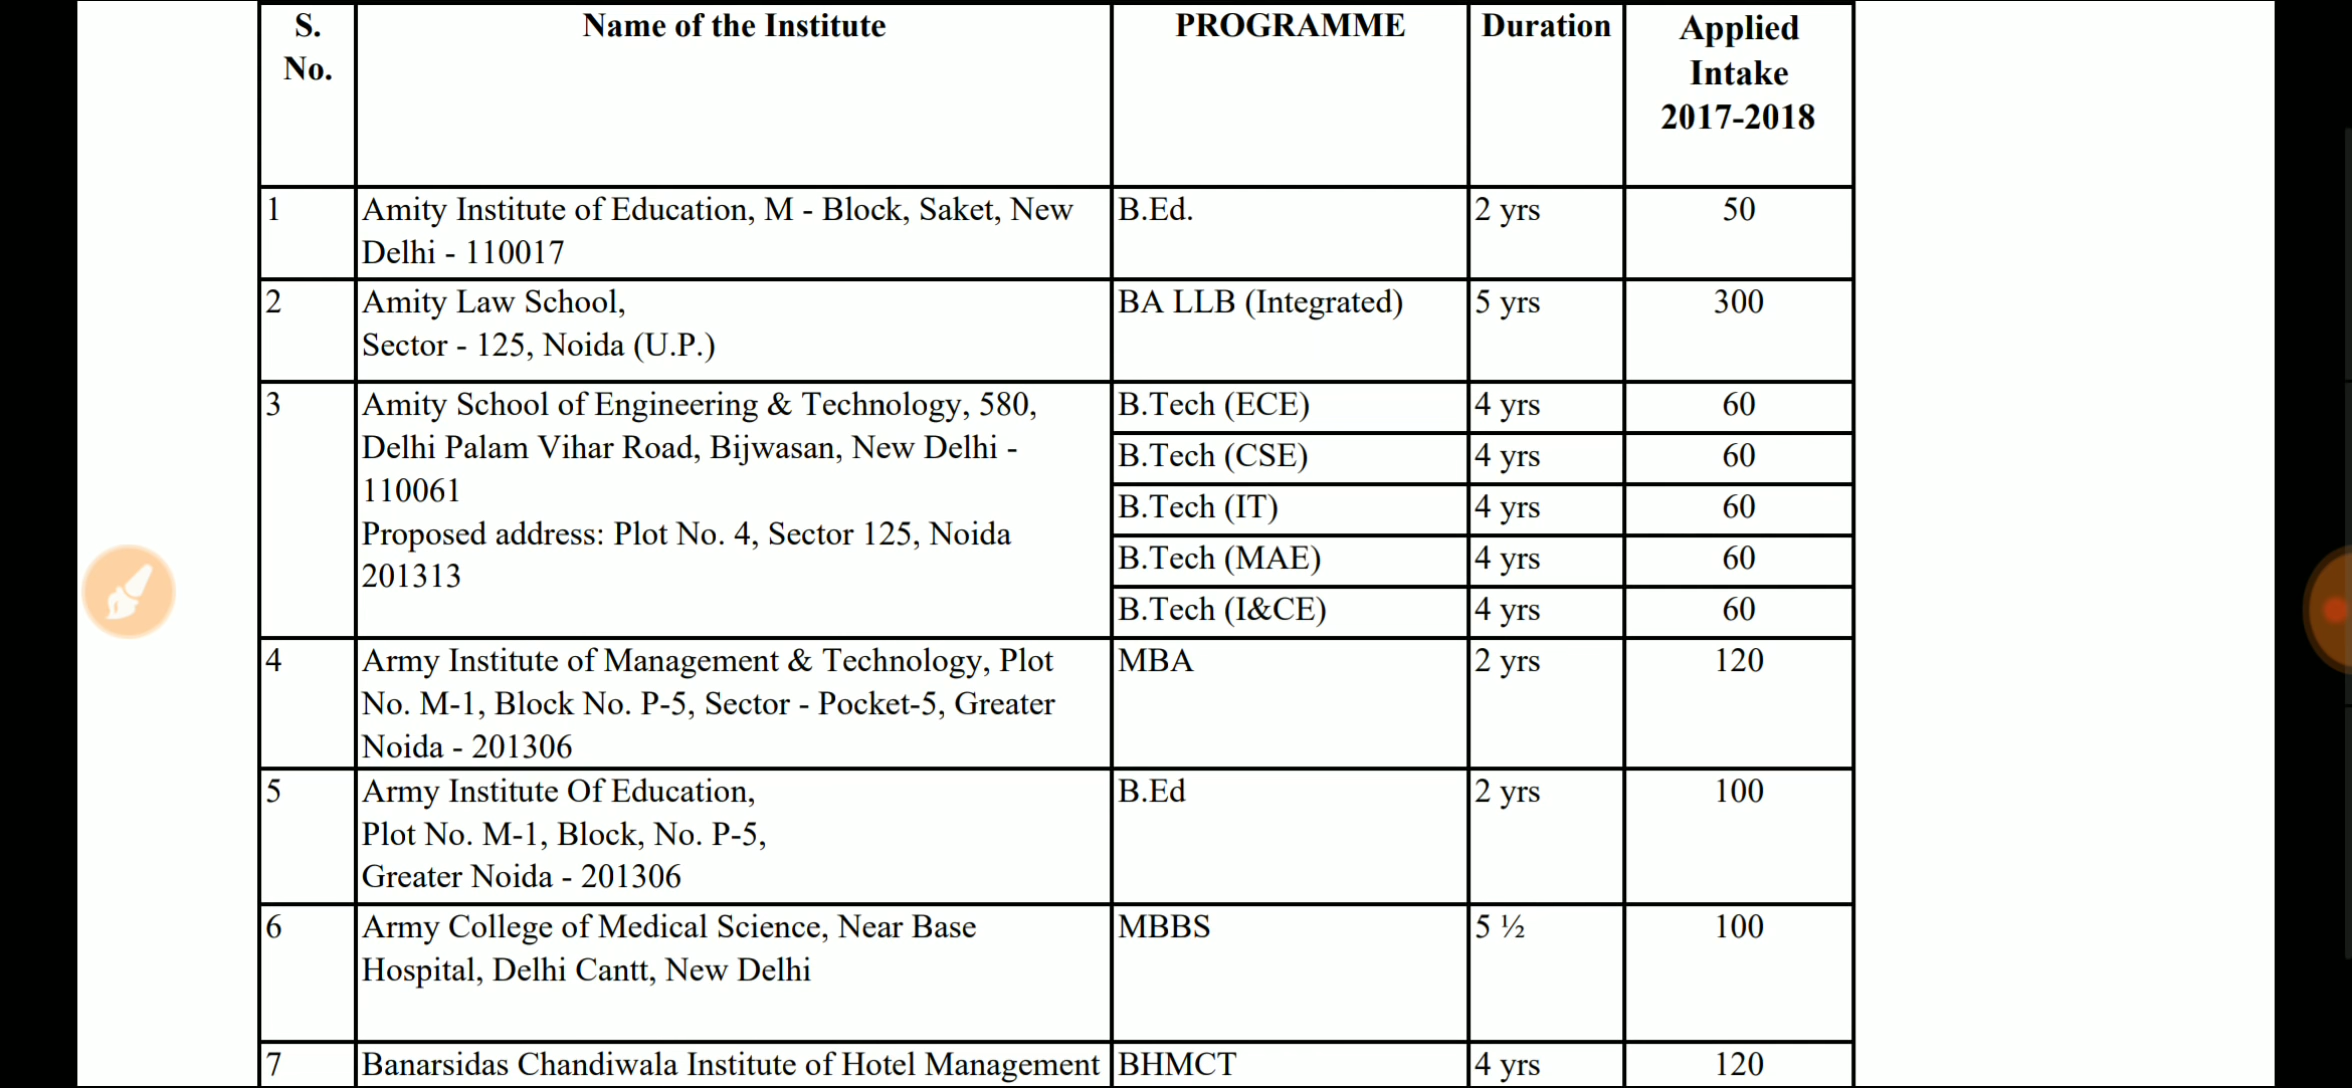 S. No. Name of the Institute PROGRAMME Duration Applied Intake 2017-2018
1 Amity Institute of Education, M - Block, Saket, New B.Ed. 2 yrs 50
Delhi - 110017
2 Amity Law School, BA LLB (Integrated) 5 yrs 300
Sector - 125, Noida (U.P.)
3 Amity School of Engineering & Technology, 580, B.Tech (ECE) 4 yrs 60
Delhi Palam Vihar Road, Bijwasan, New Delhi - B.Tech (CSE) 4 yrs 60
110061 B.Tech (IT) 4 yrs 60
Proposed address: Plot No. 4, Sector 125, Noida B.Tech (MAE) 4 yrs 60
201313 B.Tech (I&CE) 4 yrs 60
4 Army Institute of Management & Technology, Plot MBA 2 yrs 120
No. M-1, Block No. P-5, Sector - Pocket-5, Greater
Noida - 201306
5 Army Institute Of Education, B.Ed 2 yrs 100
Plot No. M-1, Block, No. P-5,
Greater Noida - 201306
6 Army College of Medical Science, Near Base MBBS 5 ½ 100
Hospital, Delhi Cantt, New Delhi
7 Banarsidas Chandiwala Institute of Hotel Management BHMCT 4 yrs 120